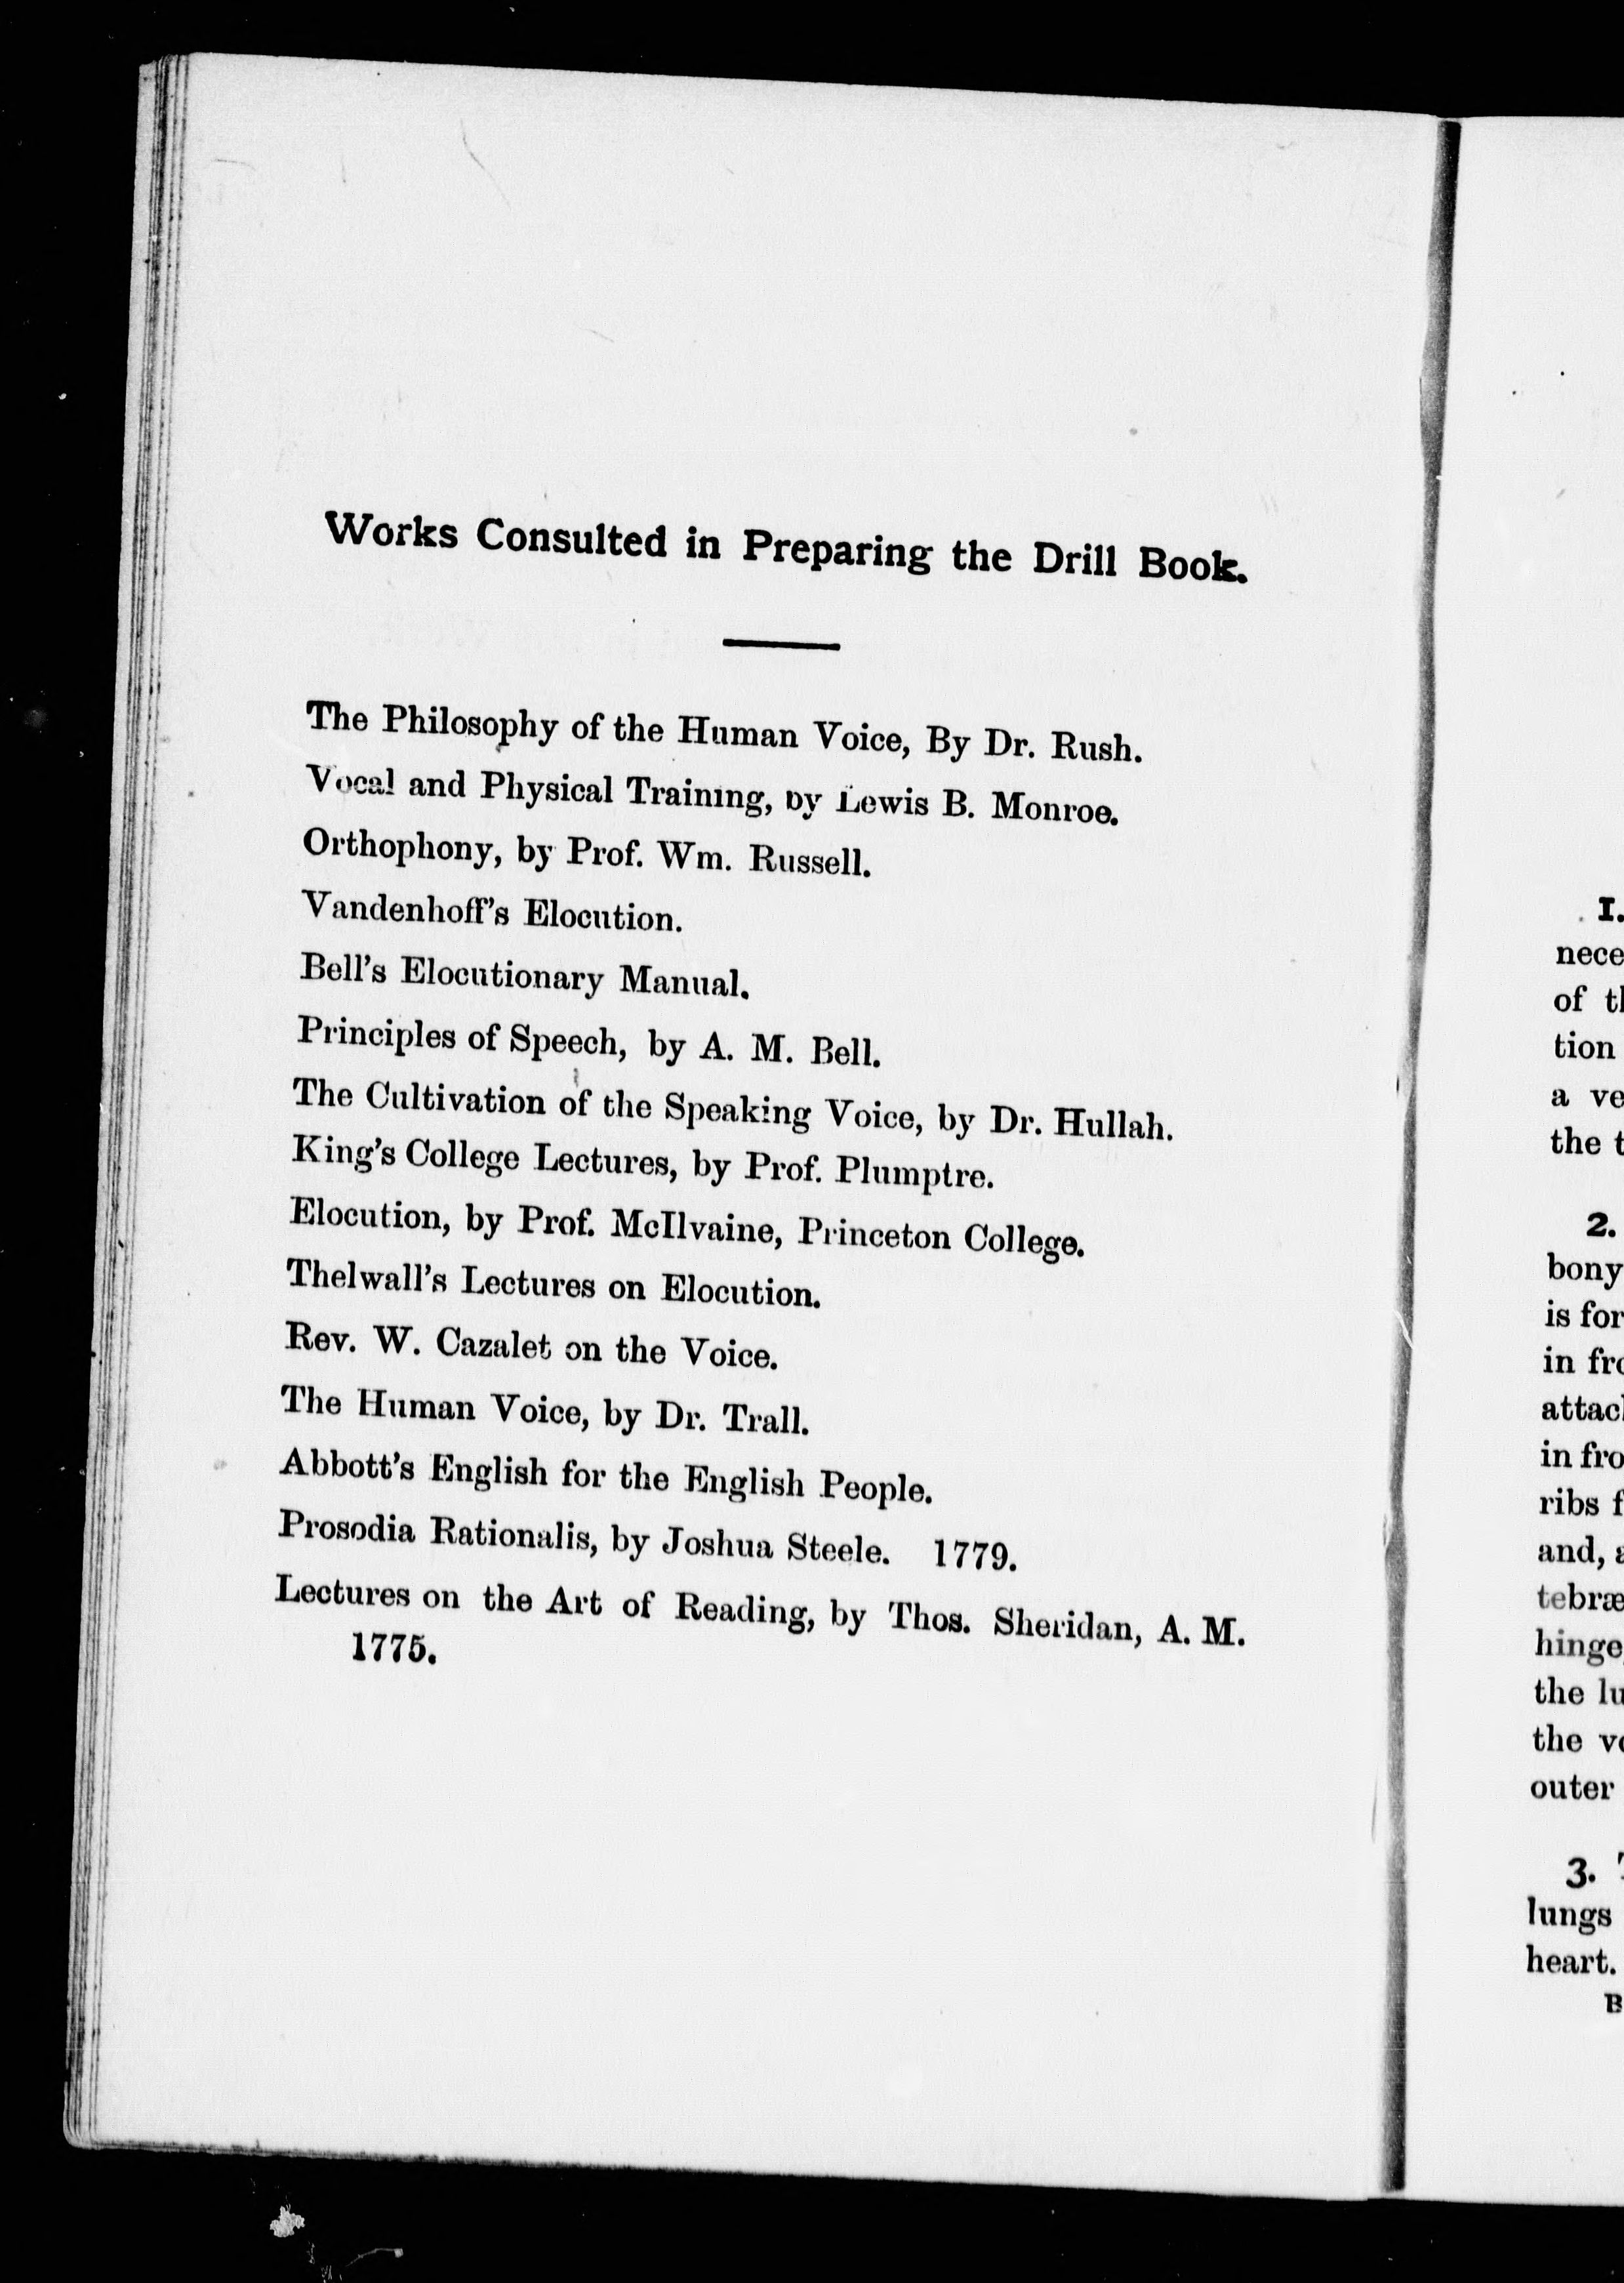 Works Consulted in Preparing the Drill Book.
The Philosophy of the Human Voice, By Dr. Rush.
Vocal and Physical Training, by Lewis B. Monroe.
Orthophony, by Prof. Wm. Russell.
Vandenhoff's Elocution.
Bell's Elocutionary Manual.
Principles of Speech, by A. M. Bell.
The Cultivation of the Speaking Voice, by Dr. Hullah.
King's College Lectures, by Prof. Plumptre.
Elocution, by Prof. McIlvaine, Princeton College.
Thelwall's Lectures on Elocution.
Rev. W. Cazalet on the Voice.
The Human Voice, by Dr. Trall.
Abbott's English for the English People.
Prosodia Rationalis, by Joshua Steele. 1779.
Lectures on the Art of Reading, by Thos. Sheridan, A. M.
1775.
1.
nece
of
tion
a ve
the
2.
bony
is for
in
attac
in fro
ribs
and,
tebræ
hinge
the lu
the
outer
3.
lungs
heart.
B